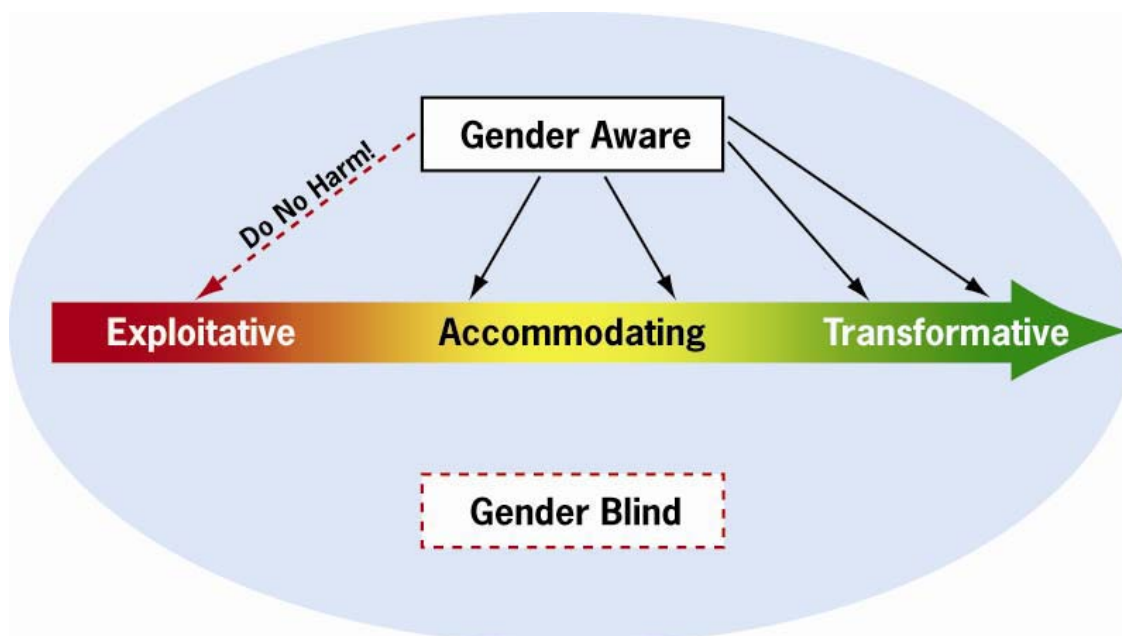 Gender Aware
Do No Harm!
Exploitative
Accommodating
Transformative
Gender Blind